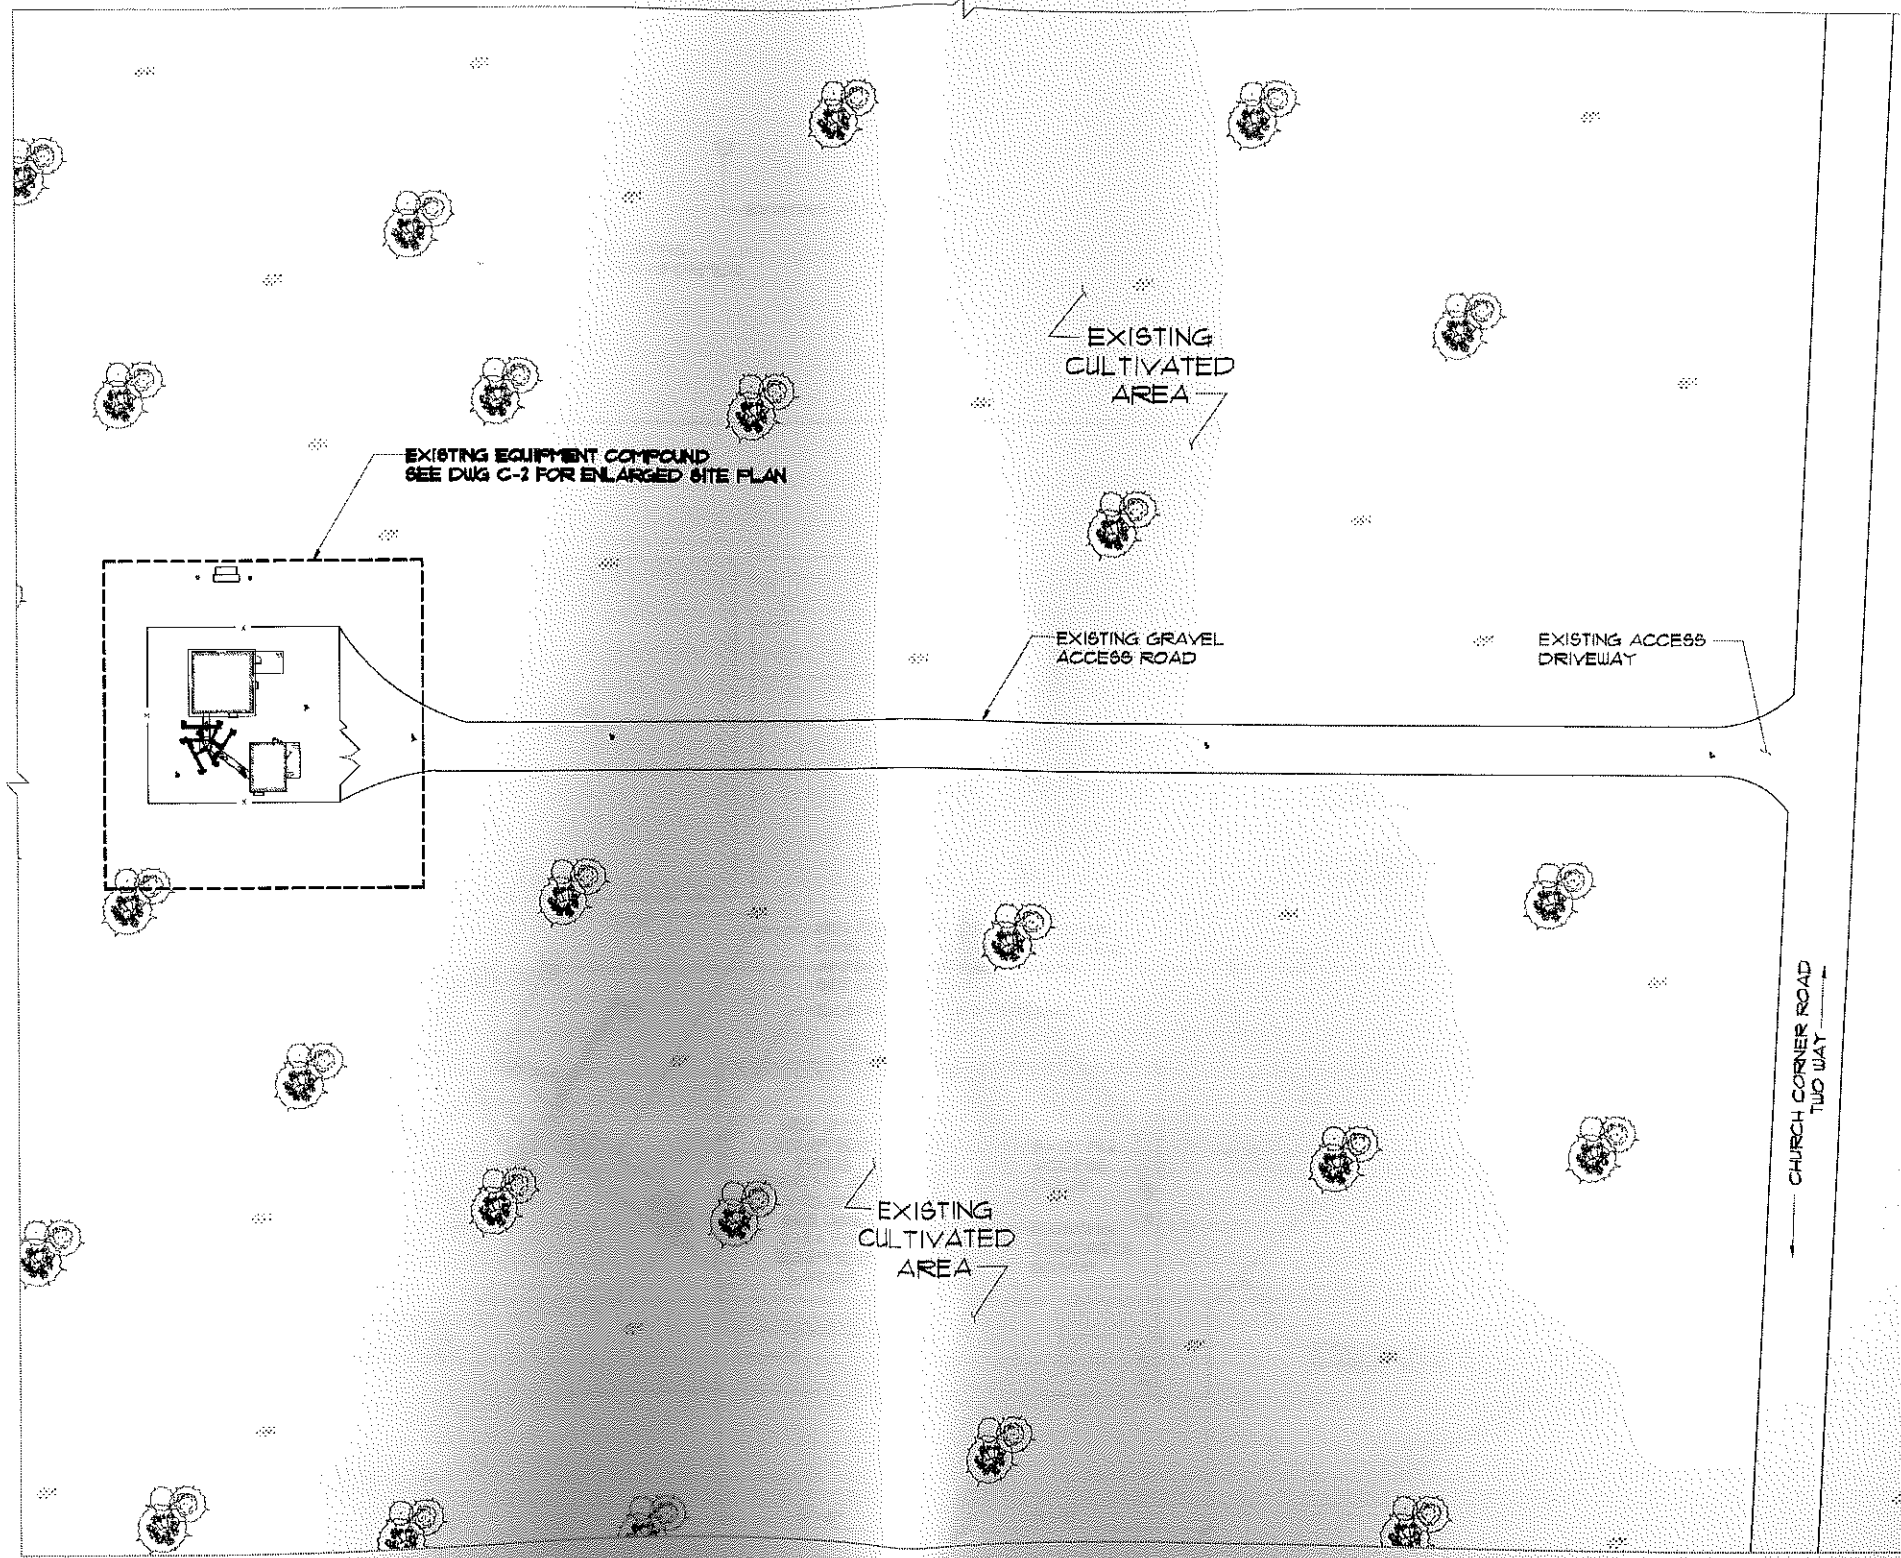 EXISTING
CULTIVATED
AREA
EXISTING EQUIPMENT COMPOUND
SEE DWG C-2 FOR ENLARGED SITE PLAN
EXISTING GRAVEL
ACCESS ROAD
EXISTING ACCESS
DRIVEWAY
CHURCH CORNER ROAD
TWO WAY
EXISTING
CULTIVATED
AREA